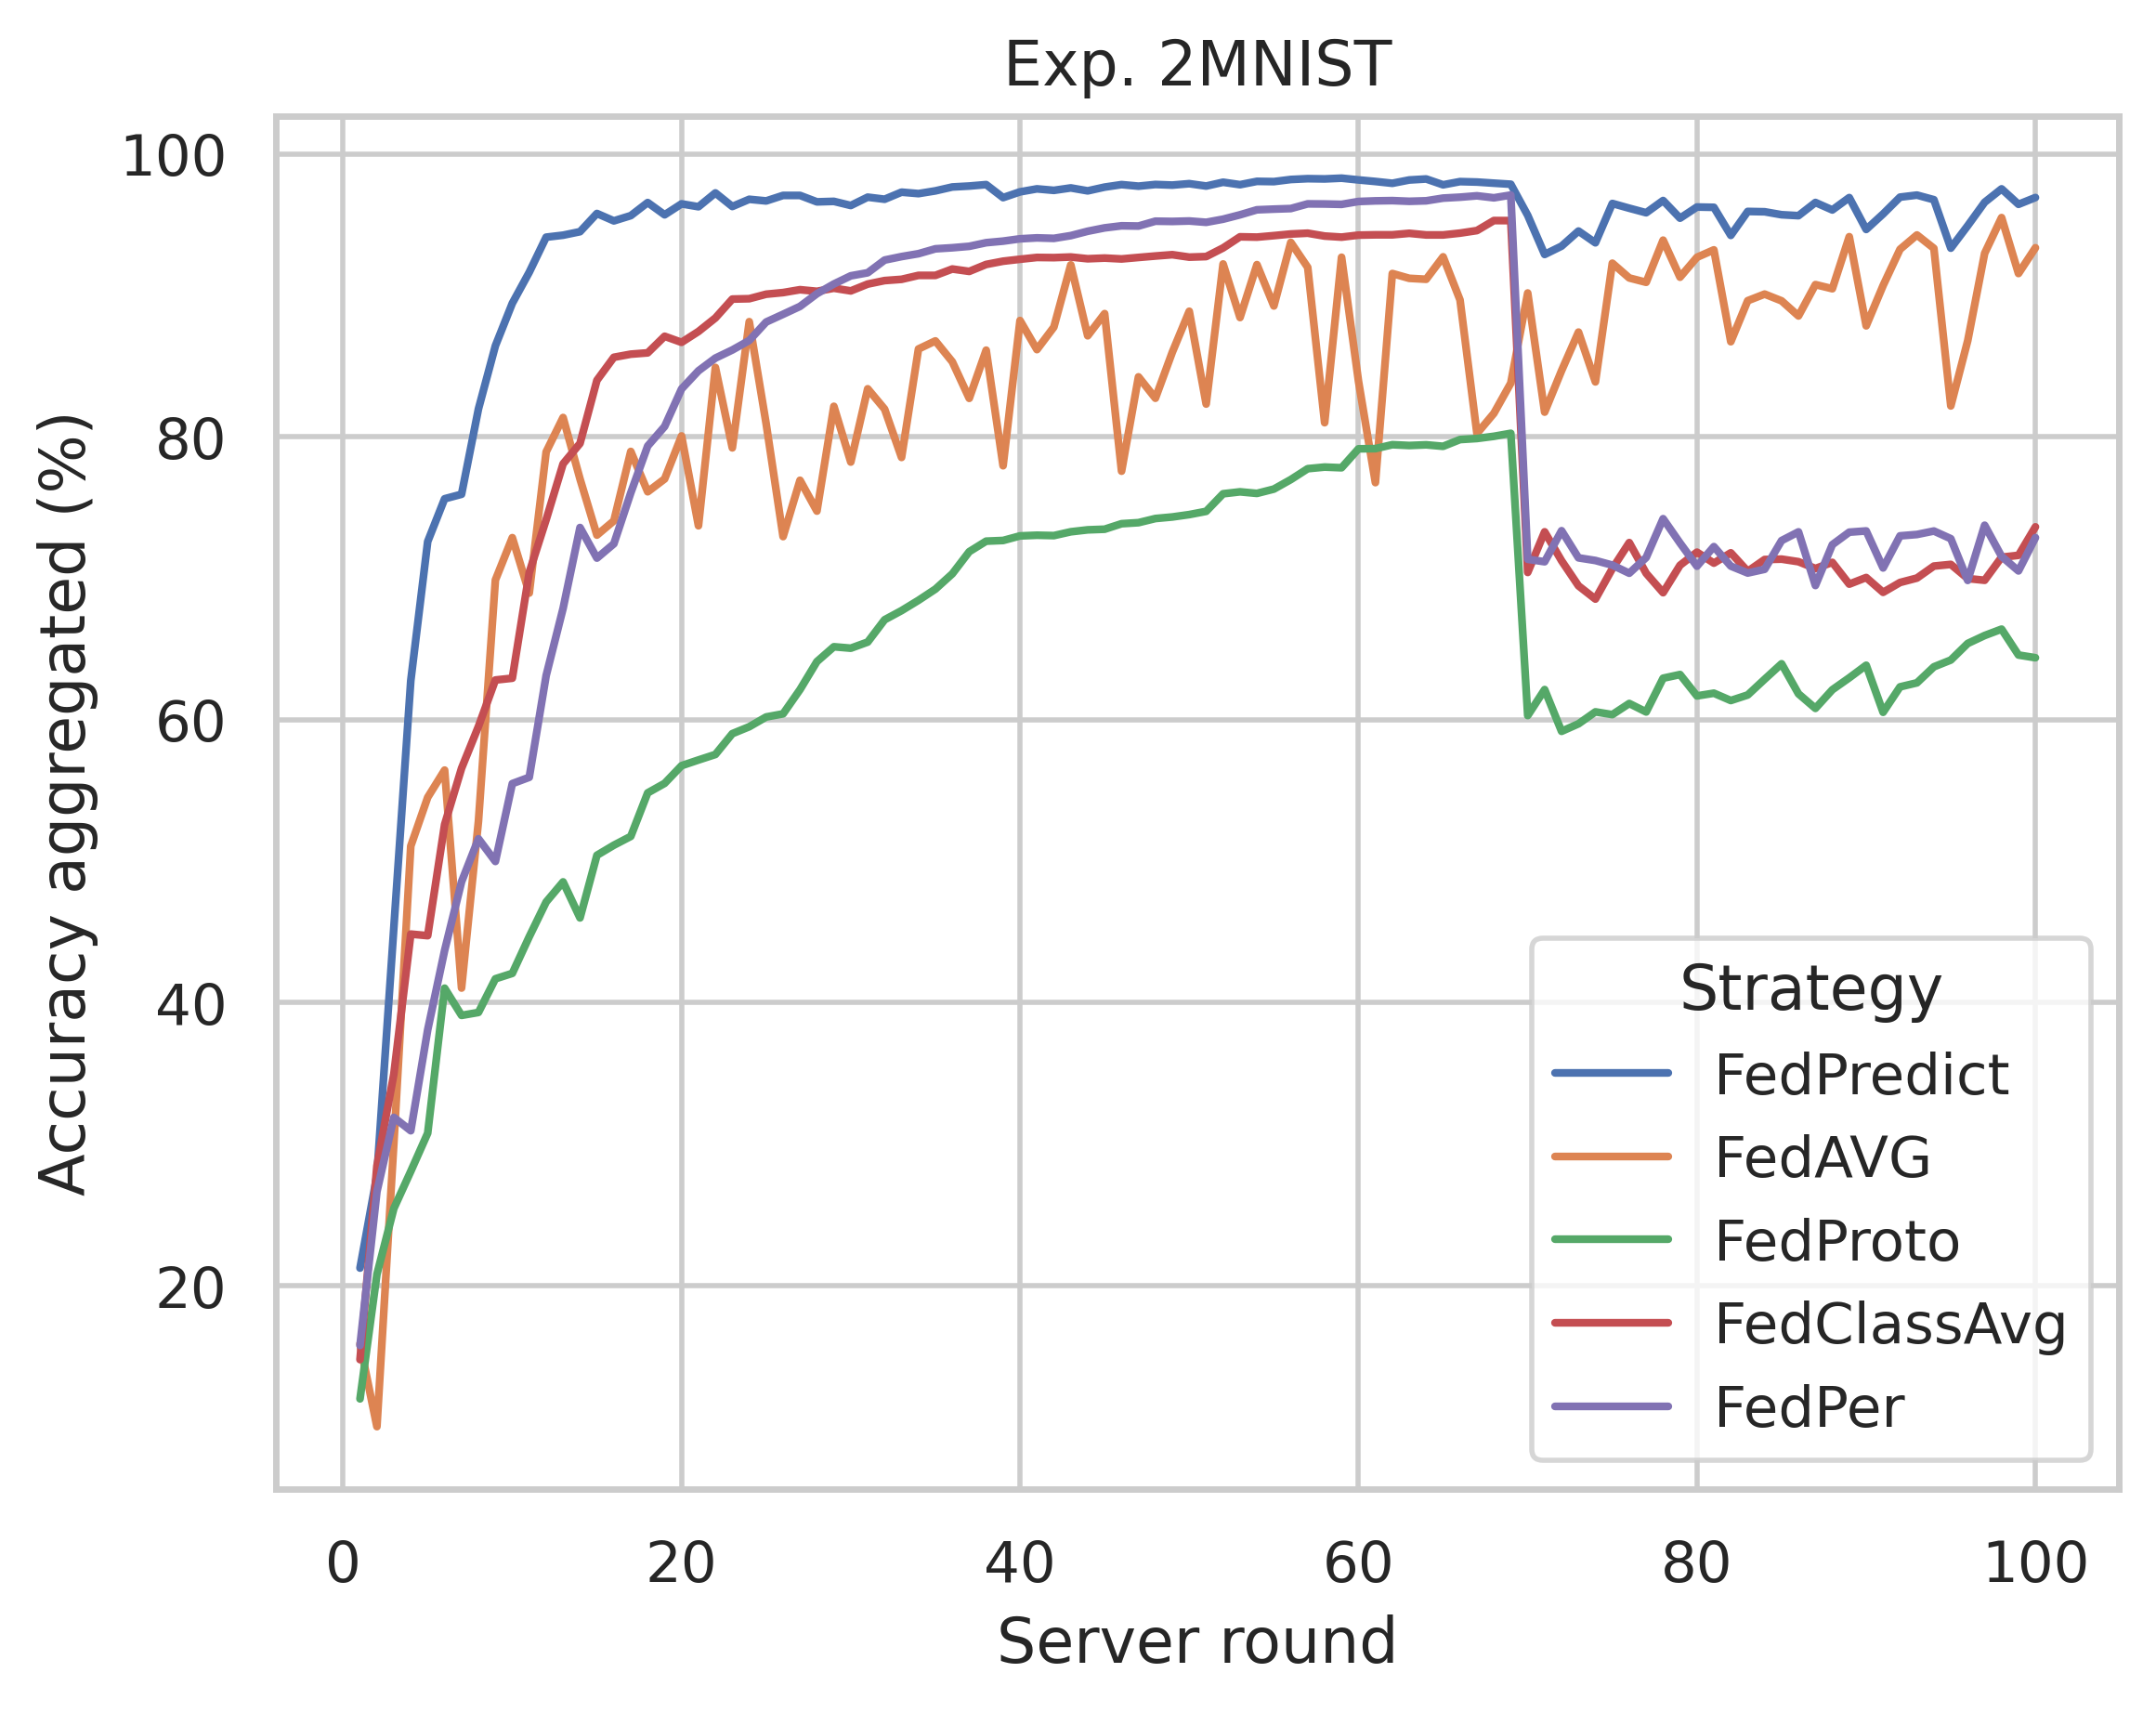 Exp. 2MNIST
Accuracy aggregated (%)
100
80
60
40
20
0
20
40
60
80
100
Server round
Strategy
FedPredict
FedAVG
FedProto
FedClassAvg
FedPer